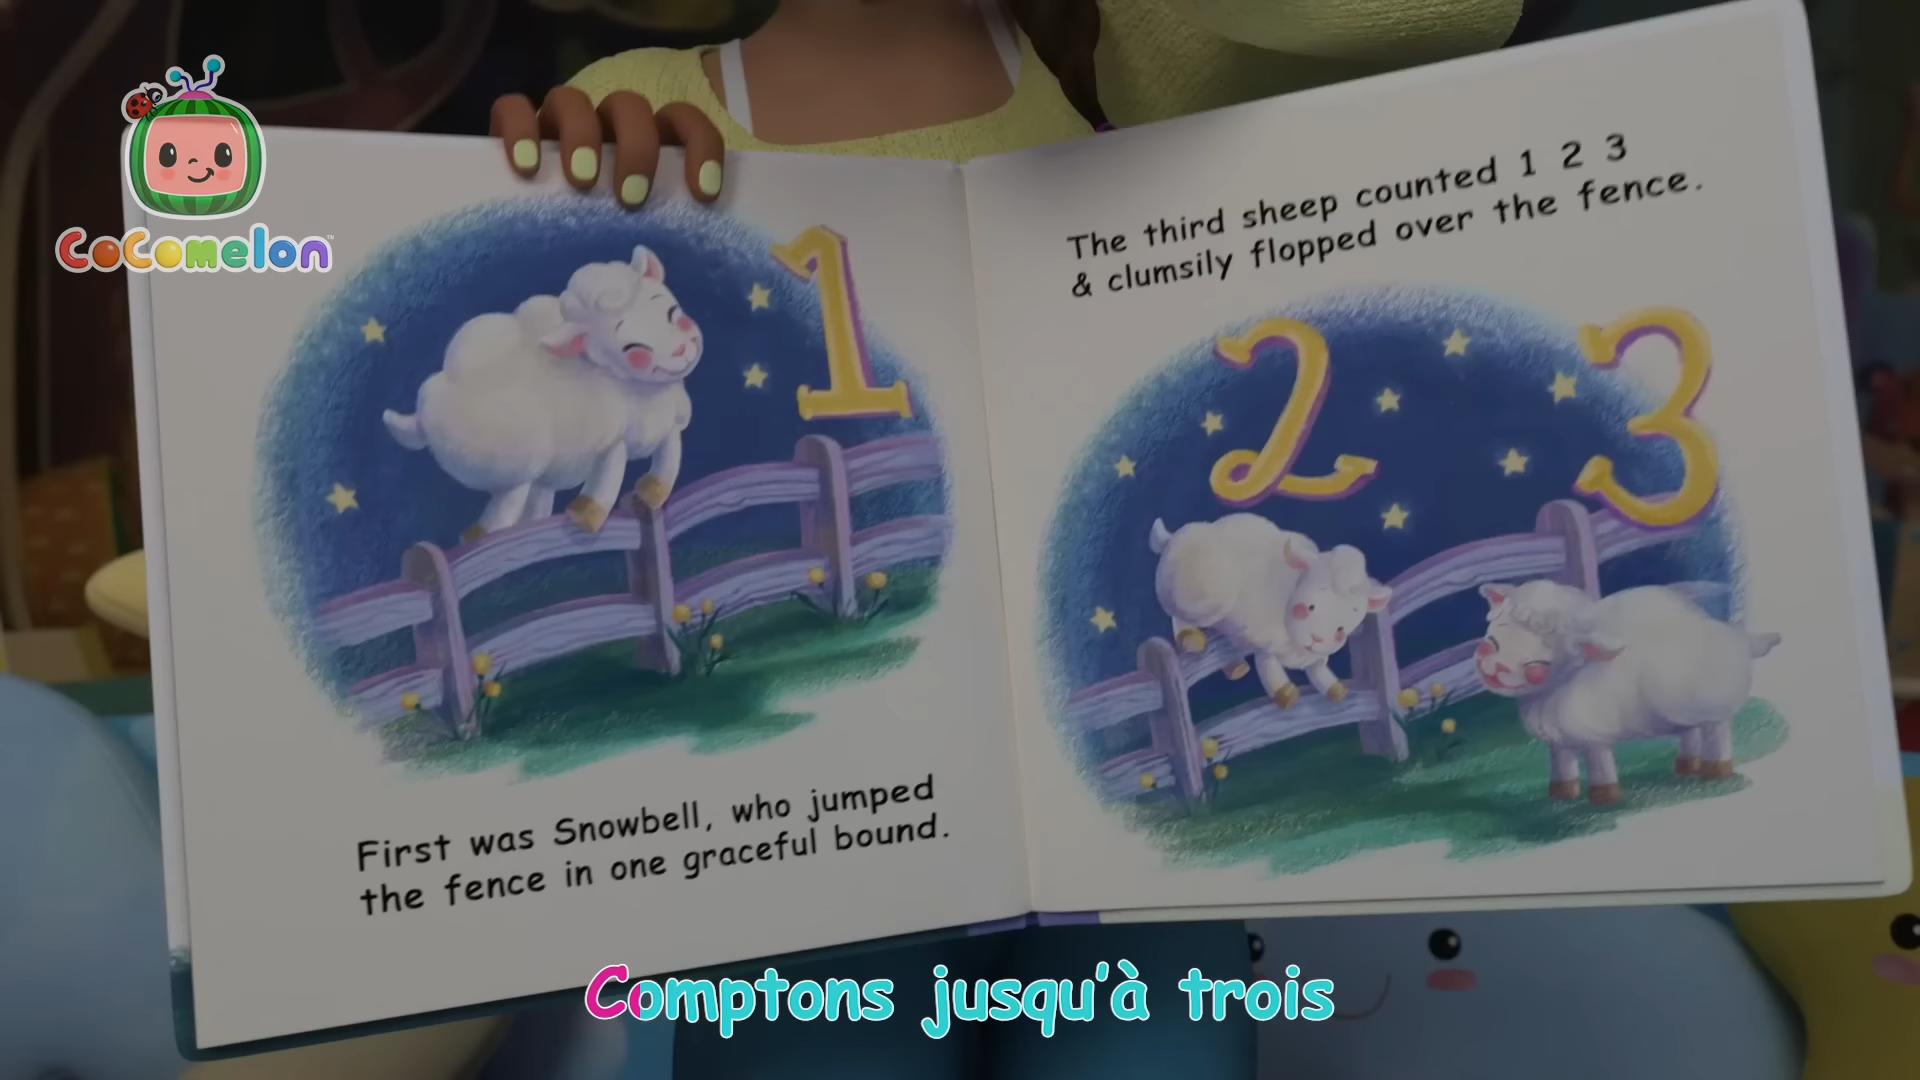 CoComelon™
1
First was Snowbell, who jumped
the fence in one graceful bound.
The third sheep counted 1 2 3
& clumsily flopped over the fence.
2 3
Comptons jusqu'à trois